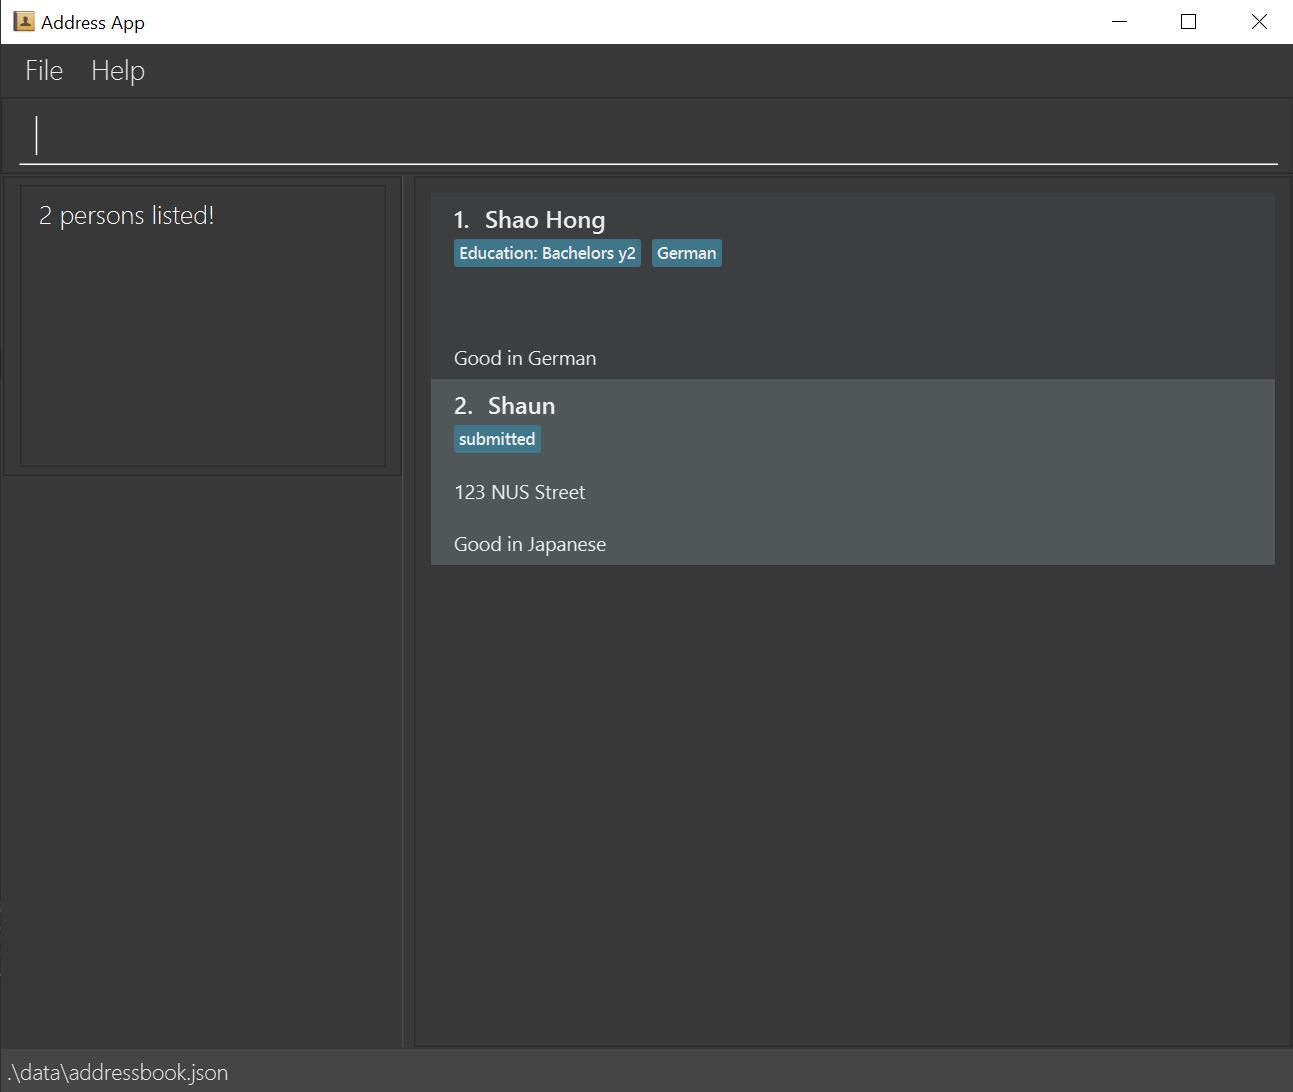 Address App
File Help
2 persons listed!
1. Shao Hong
Education: Bachelors y2 German
Good in German
2. Shaun
submitted
123 NUS Street
Good in Japanese
.\data\addressbook.json